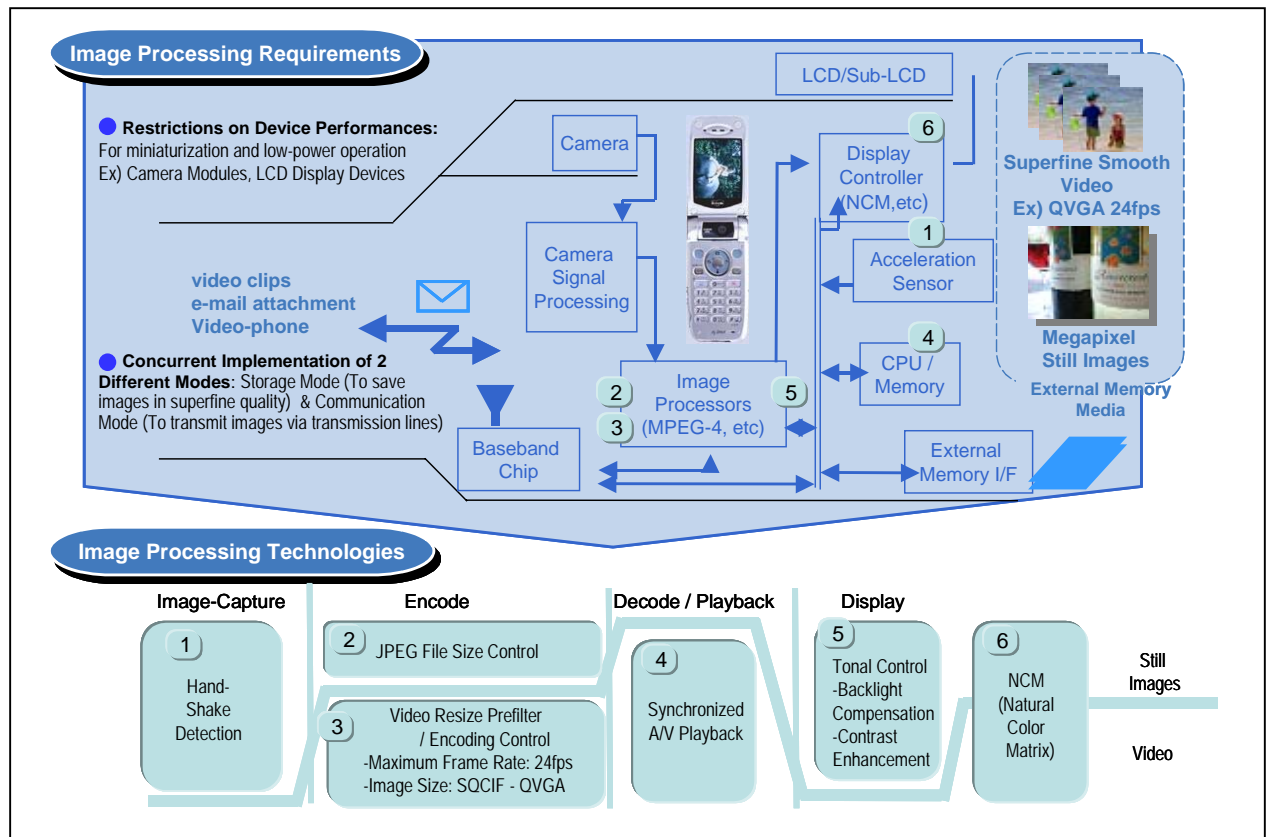 Image Processing Requirements
Restrictions on Device Performances:
For miniaturization and low-power operation
Ex) Camera Modules, LCD Display Devices
video clips
e-mail attachment
Video-phone
Concurrent Implementation of 2
Different Modes: Storage Mode (To save
images in superfine quality) & Communication
Mode (To transmit images via transmission lines)
Camera
Camera
Signal
Processing
Baseband
Chip
2
3
Image
Processors
(MPEG-4, etc)
5
LCD/Sub-LCD
6
Display
Controller
(NCM,etc)
1
Acceleration
Sensor
4
CPU /
Memory
External
Memory I/F
Superfine Smooth
Video
Ex) QVGA 24fps
Megapixel
Still Images
External Memory
Media
Image Processing Technologies
Image-Capture
1
Hand-
Shake
Detection
Encode
2
JPEG File Size Control
3
Video Resize Prefilter
/ Encoding Control
-Maximum Frame Rate: 24fps
-Image Size: SQCIF - QVGA
Decode / Playback
4
Synchronized
A/V Playback
Display
5
Tonal Control
-Backlight
Compensation
-Contrast
Enhancement
6
NCM
(Natural
Color
Matrix)
Still
Images
Video